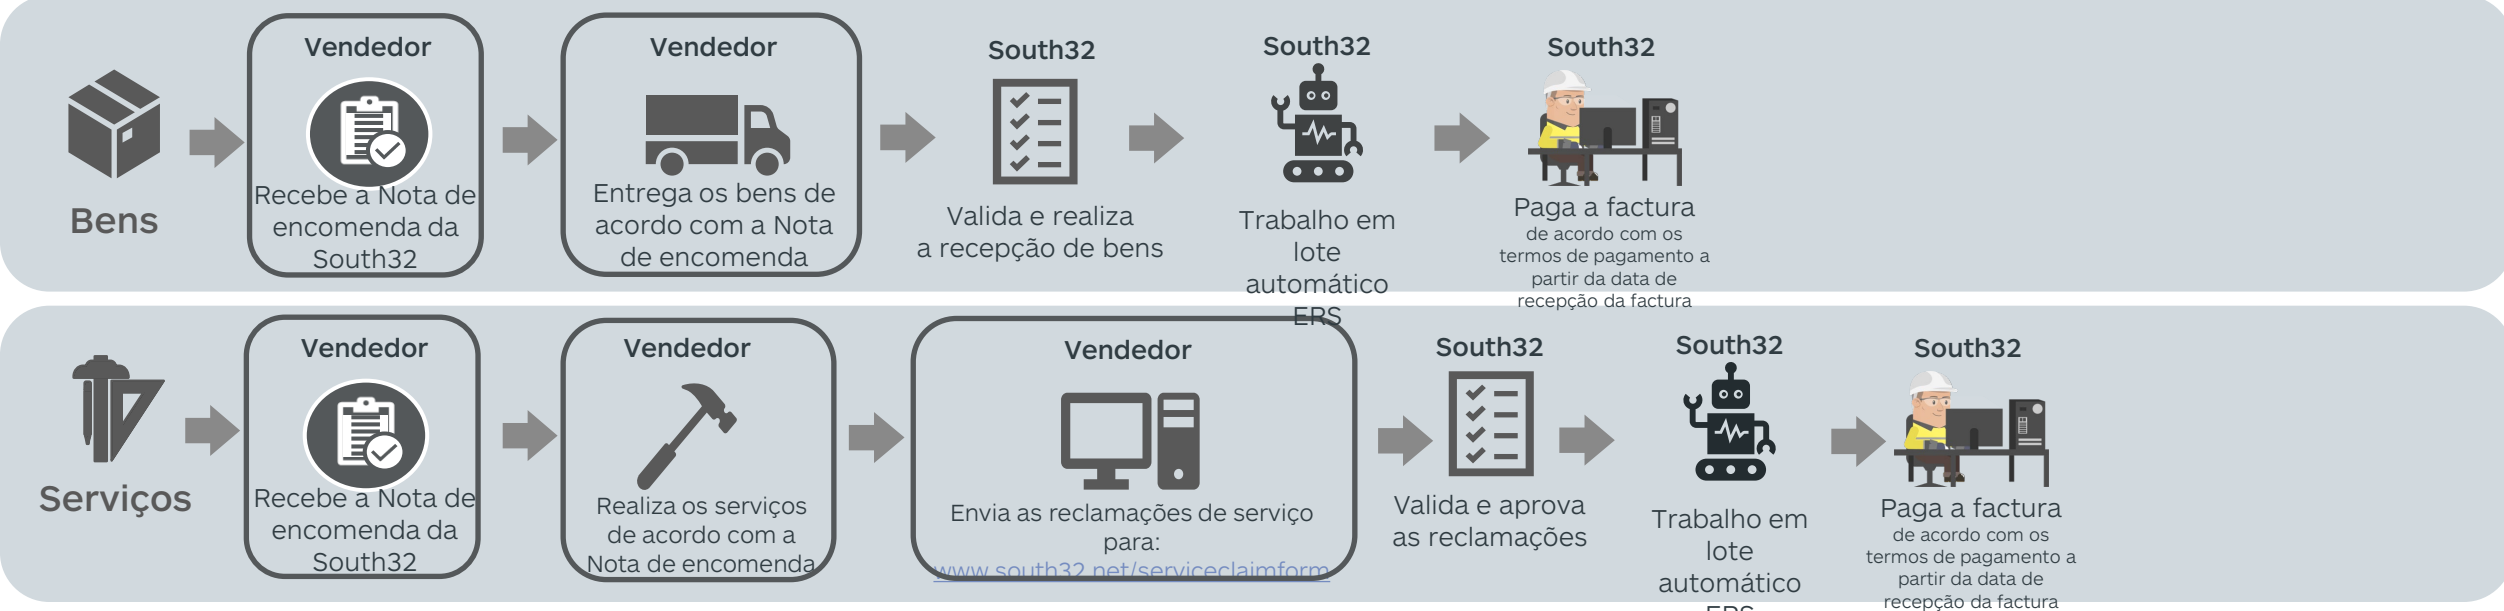 Vendedor
Recebe a Nota de
encomenda da
South32
Vendedor
Entrega os bens de
acordo com a Nota
de encomenda
South32
Valida e realiza
a recepção de bens
South32
Trabalho em
lote
automático
ERS
South32
Paga a factura
de acordo com os
termos de pagamento a
partir da data de
recepção da factura
Bens
Vendedor
Recebe a Nota de
encomenda da
South32
Vendedor
Realiza os serviços
de acordo com a
Nota de encomenda
Vendedor
Envia as reclamações de serviço
para:
www.south32.net/serviceclaimform
South32
Valida e aprova
as reclamações
South32
Trabalho em
lote
automático
ERS
South32
Paga a factura
de acordo com os
termos de pagamento a
partir da data de
recepção da factura
Serviços